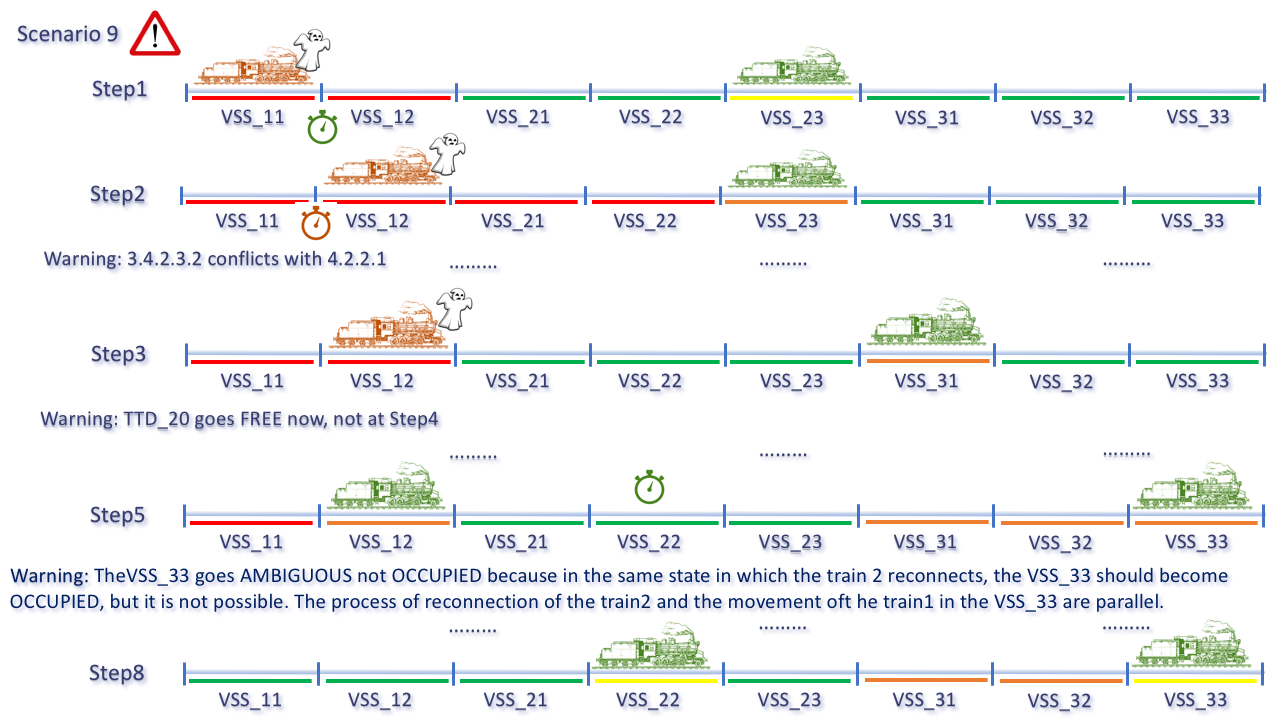 Scenario 9
Step1
VSS_11 VSS_12 VSS_21 VSS_22 VSS_23 VSS_31 VSS_32 VSS_33
Step2
VSS_11 VSS_12 VSS_21 VSS_22 VSS_23 VSS_31 VSS_32 VSS_33
Warning: 3.4.2.3.2 conflicts with 4.2.2.1
......... ......... .........
Step3
VSS_11 VSS_12 VSS_21 VSS_22 VSS_23 VSS_31 VSS_32 VSS_33
Warning: TTD_20 goes FREE now, not at Step4
......... ......... .........
Step5
VSS_11 VSS_12 VSS_21 VSS_22 VSS_23 VSS_31 VSS_32 VSS_33
Warning: TheVSS_33 goes AMBIGUOUS not OCCUPIED because in the same state in which the train 2 reconnects, the VSS_33 should become
OCCUPIED, but it is not possible. The process of reconnection of the train2 and the movement oft he train1 in the VSS_33 are parallel.
......... ......... .........
Step8
VSS_11 VSS_12 VSS_21 VSS_22 VSS_23 VSS_31 VSS_32 VSS_33